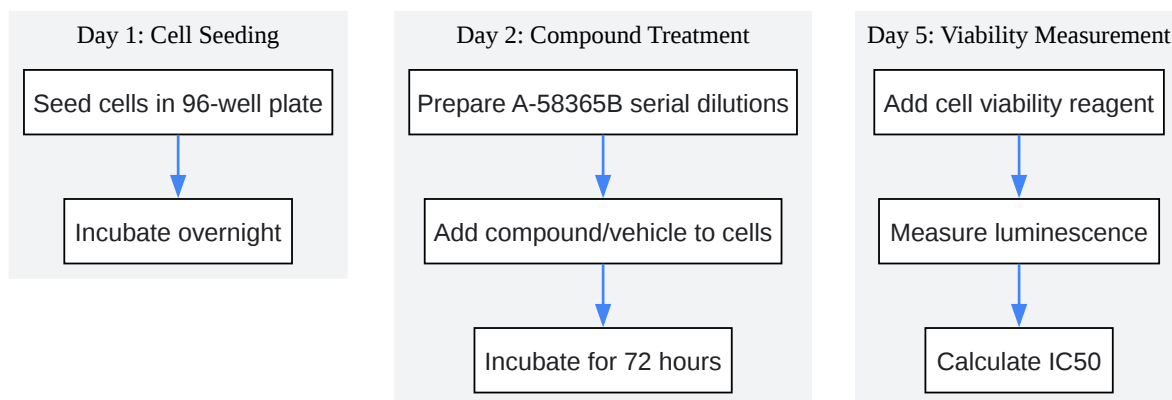 Day 1: Cell Seeding
Seed cells in 96-well plate
Incubate overnight
Day 2: Compound Treatment
Prepare A-58365B serial dilutions
Add compound/vehicle to cells
Incubate for 72 hours
Day 5: Viability Measurement
Add cell viability reagent
Measure luminescence
Calculate IC50